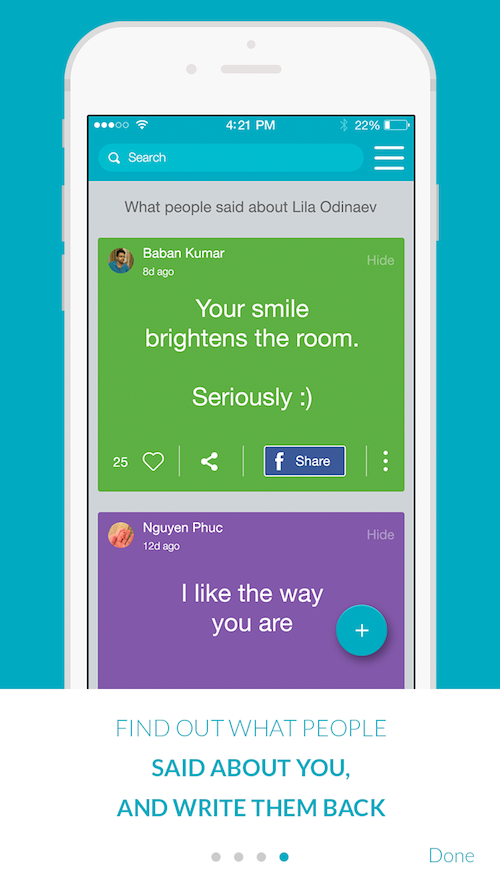 4:21 PM
22%
Search
What people said about Lila Odinaev
Baban Kumar
8d ago
Hide
Your smile
brightens the room.
Seriously :)
25
f Share
Nguyen Phuc
12d ago
Hide
I like the way
you are
+
FIND OUT WHAT PEOPLE
SAID ABOUT YOU,
AND WRITE THEM BACK
Done